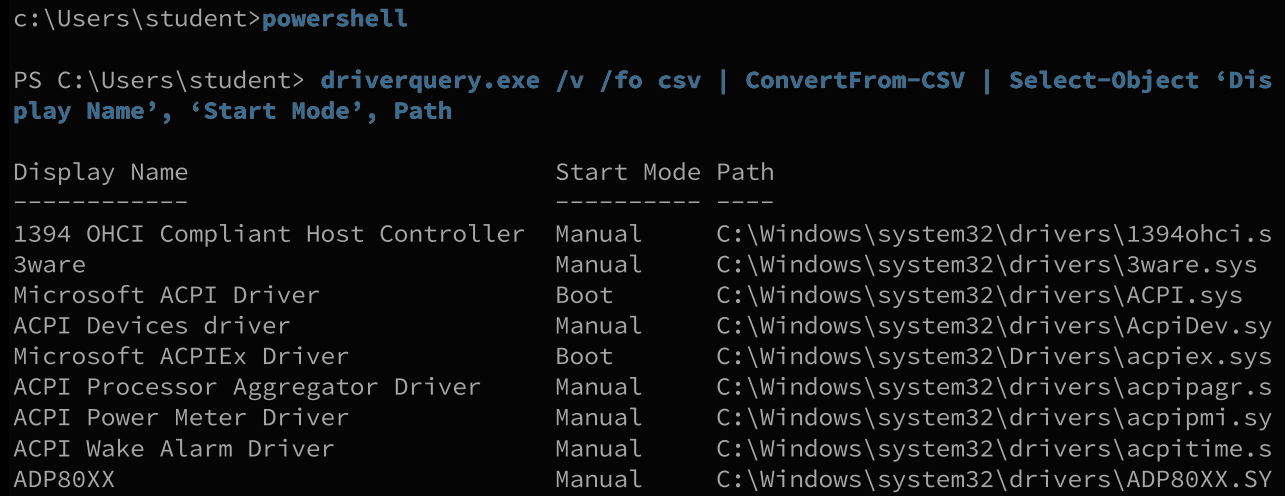 c:\Users\student>powershell
PS C:\Users\student> driverquery.exe /v /fo csv | ConvertFrom-CSV | Select-Object ‘Dis
play Name’, ‘Start Mode’, Path
Display Name Start Mode Path
------------ ---------- ----
1394 OHCI Compliant Host Controller Manual C:\Windows\system32\drivers\1394ohci.s
3ware Manual C:\Windows\system32\drivers\3ware.sys
Microsoft ACPI Driver Boot C:\Windows\system32\drivers\ACPI.sys
ACPI Devices driver Manual C:\Windows\system32\drivers\AcpiDev.sy
Microsoft ACPIEx Driver Boot C:\Windows\system32\Drivers\acpiex.sys
ACPI Processor Aggregator Driver Manual C:\Windows\system32\drivers\acpipagr.s
ACPI Power Meter Driver Manual C:\Windows\system32\drivers\acpipmi.sy
ACPI Wake Alarm Driver Manual C:\Windows\system32\drivers\acpitime.s
ADP80XX Manual C:\Windows\system32\drivers\ADP80XX.SY